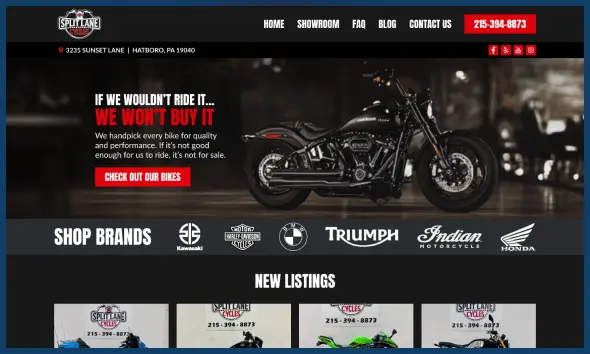 SPLIT LANE
CYCLES
HOME SHOWROOM FAQ BLOG CONTACT US 215-394-8873
3235 SUNSET LANE | HATBORO, PA 19040
IF WE WOULDN'T RIDE IT...
WE WON'T BUY IT
We handpick every bike for quality
and performance. If it's not good
enough for us to ride, it's not for sale.
CHECK OUT OUR BIKES
SHOP BRANDS
Kawasaki
MOTOR
HARLEY-DAVIDSON
CYCLES
BMW
TRIUMPH
Indian
MOTORCYCLE
HONDA
NEW LISTINGS
SPLIT LANE
CYCLES
215-394-8873
SPLIT LANE
CYCLES
215-394-8873
SPLIT LANE
CYCLES
215-394-8873
SPLIT LANE
CYCLES
215-394-8873